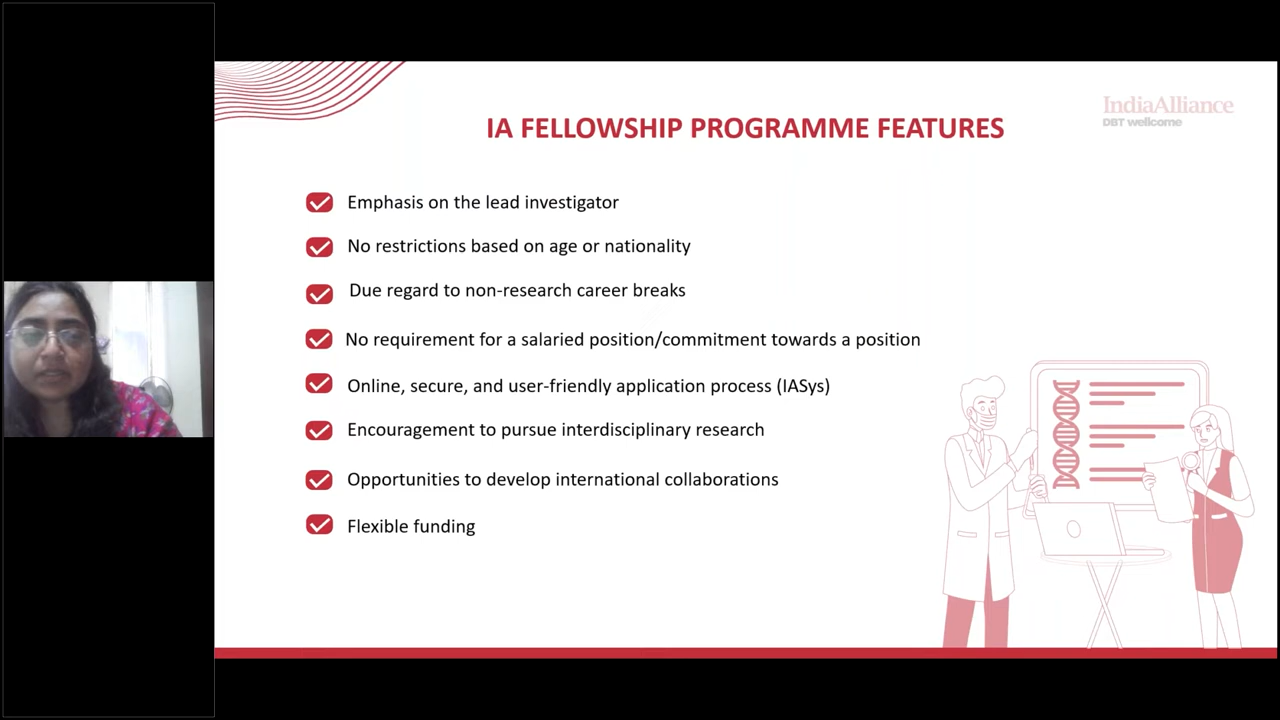 IndiaAlliance
DBT wellcome
IA FELLOWSHIP PROGRAMME FEATURES
Emphasis on the lead investigator
No restrictions based on age or nationality
Due regard to non-research career breaks
No requirement for a salaried position/commitment towards a position
Online, secure, and user-friendly application process (IASys)
Encouragement to pursue interdisciplinary research
Opportunities to develop international collaborations
Flexible funding